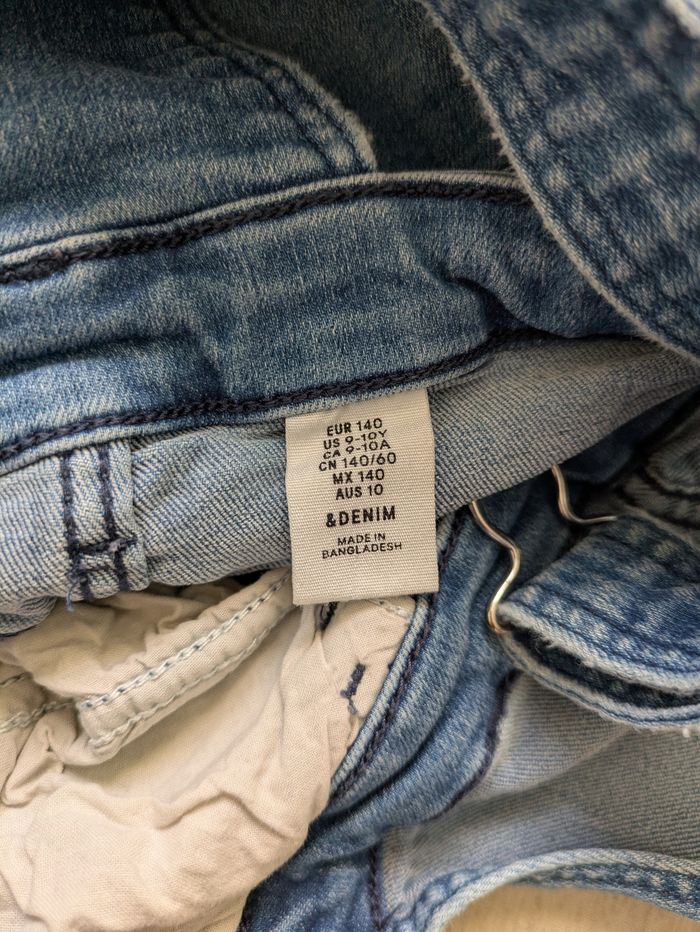 EUR 140
US 9-10Y
CA 9-10A
CN 140/60
MX 140
AUS 10
&DENIM
MADE IN
BANGLADESH